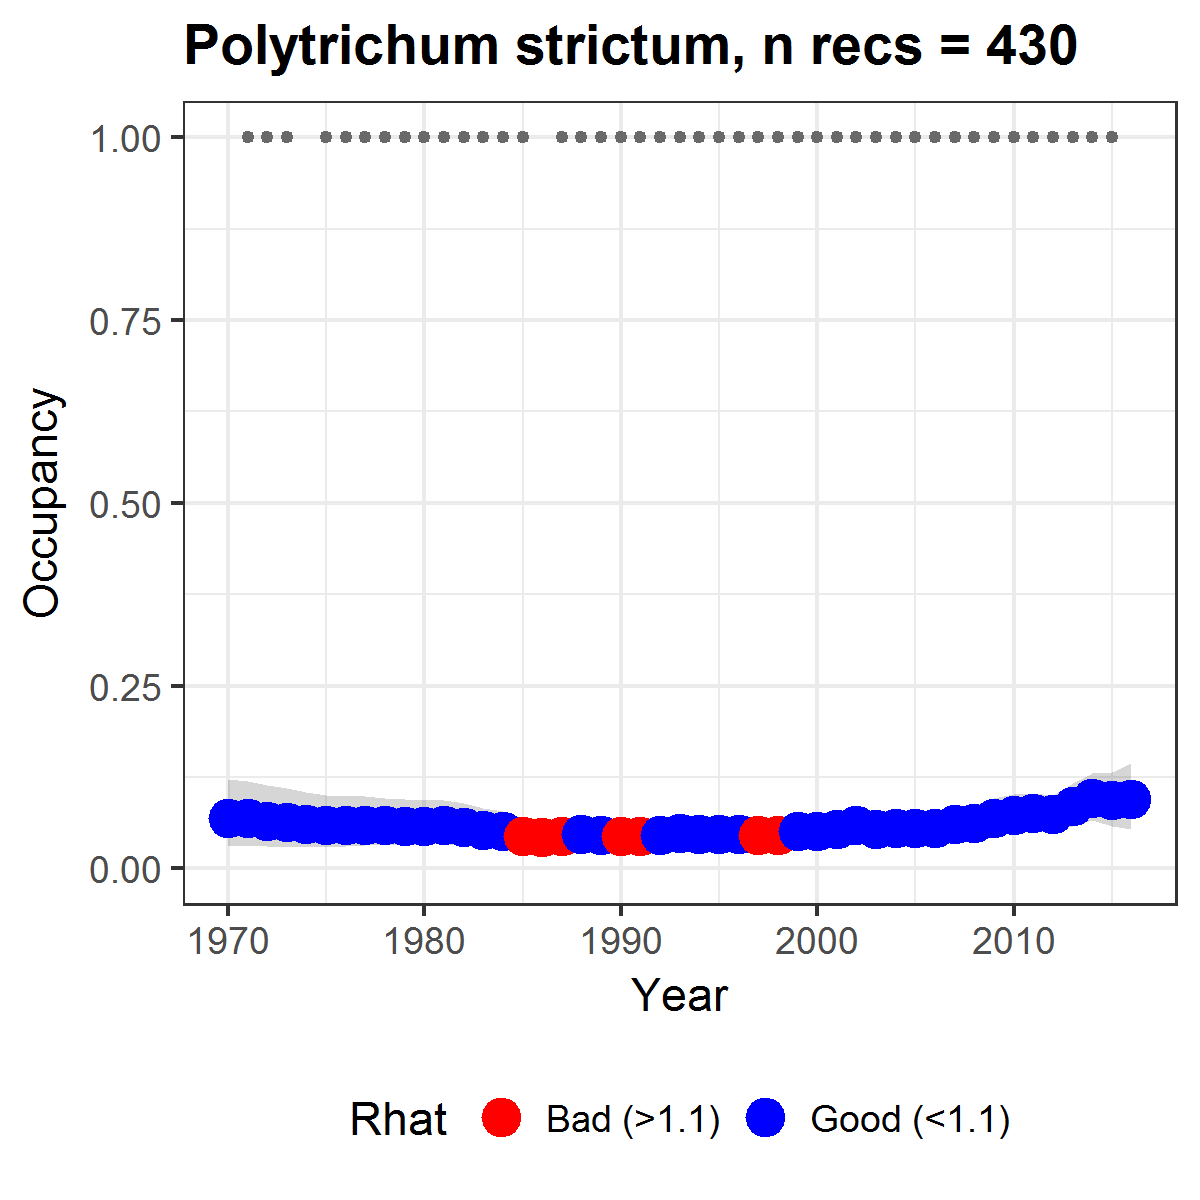 Polytrichum strictum, n recs = 430
1.00
0.75
0.50
0.25
0.00
Occupancy
1970 1980 1990 2000 2010
Year
Rhat Bad (>1.1) Good (<1.1)